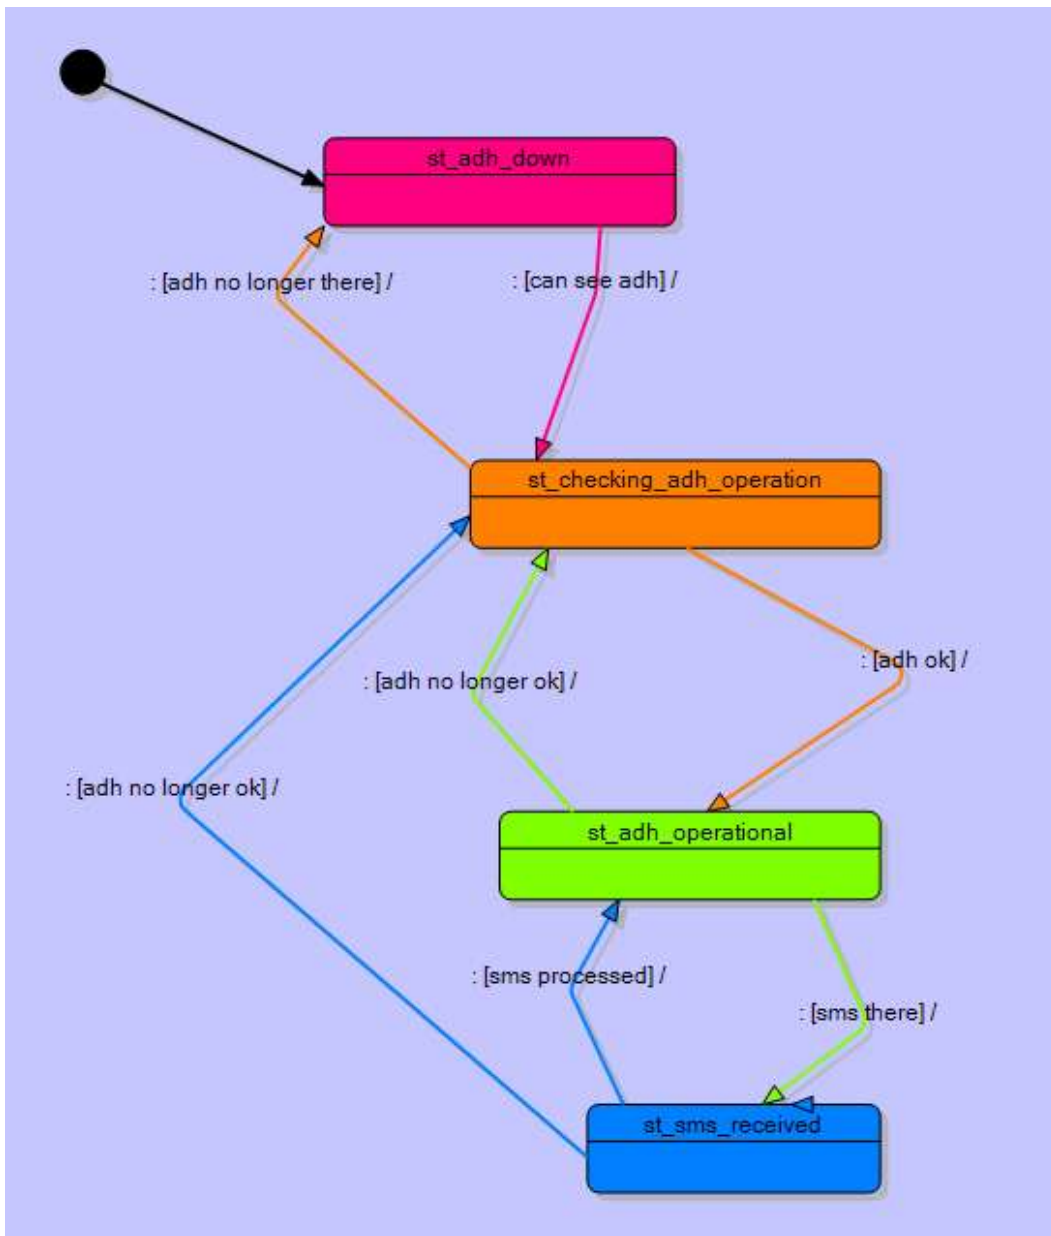 st_adh_down
: [adh no longer there] /
: [can see adh] /
st_checking_adh_operation
: [adh ok] /
: [adh no longer ok] /
: [adh no longer ok] /
st_adh_operational
: [sms processed] /
: [sms there] /
st_sms_received